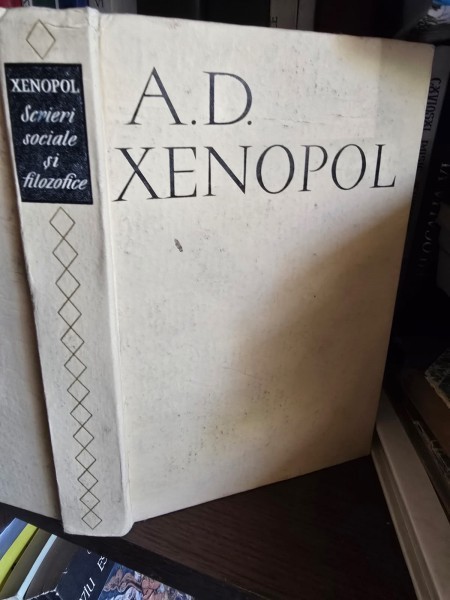 XENOPOL
Scrieri
sociale
și
filozofice
A.D.
XENOPOL